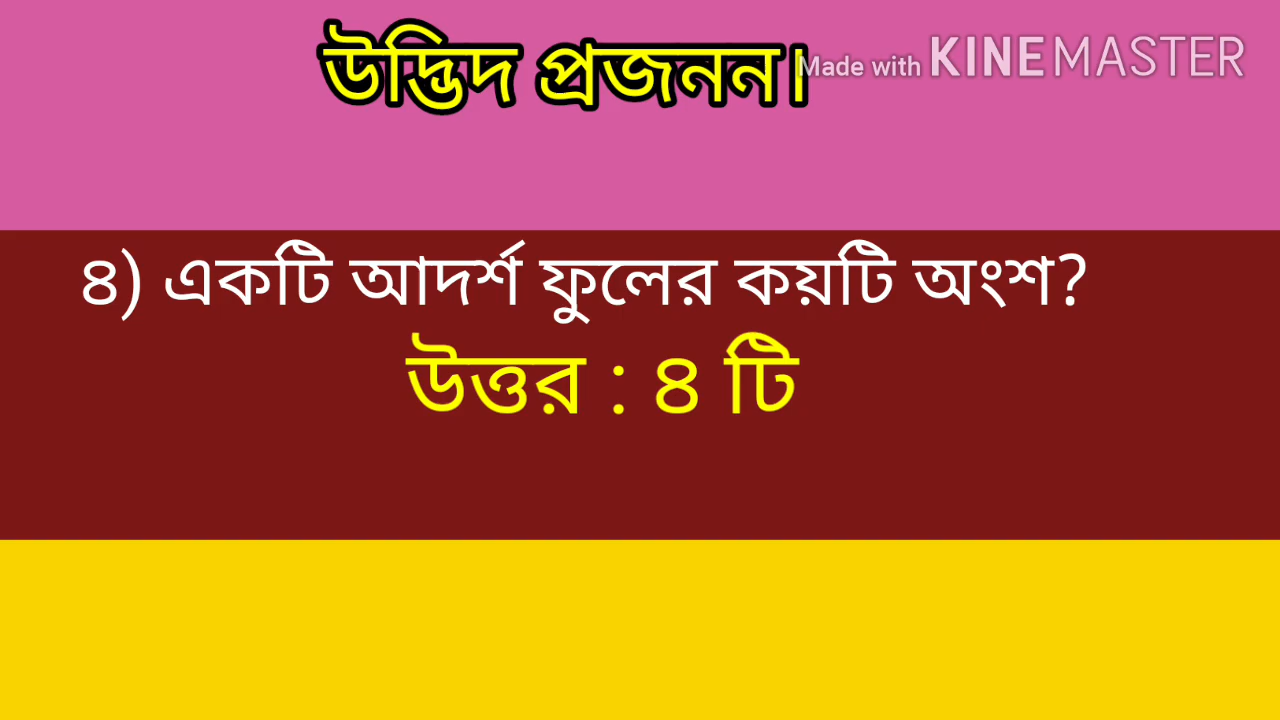 উদ্ভিদ প্রজনন।
Made with KINEMASTER
৪) একটি আদর্শ ফুলের কয়টি অংশ?
উত্তর : ৪ টি